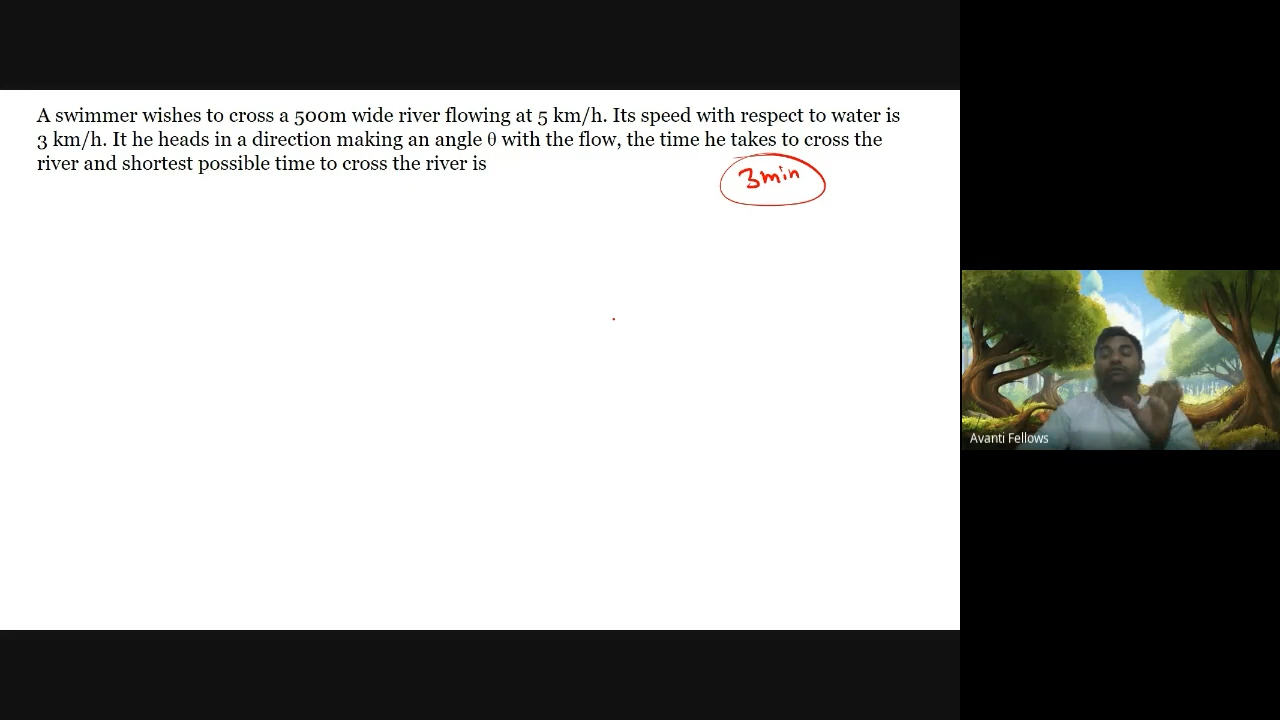 A swimmer wishes to cross a 500m wide river flowing at 5 km/h. Its speed with respect to water is
3 km/h. It he heads in a direction making an angle θ with the flow, the time he takes to cross the
river and shortest possible time to cross the river is
3 min
Avanti Fellows